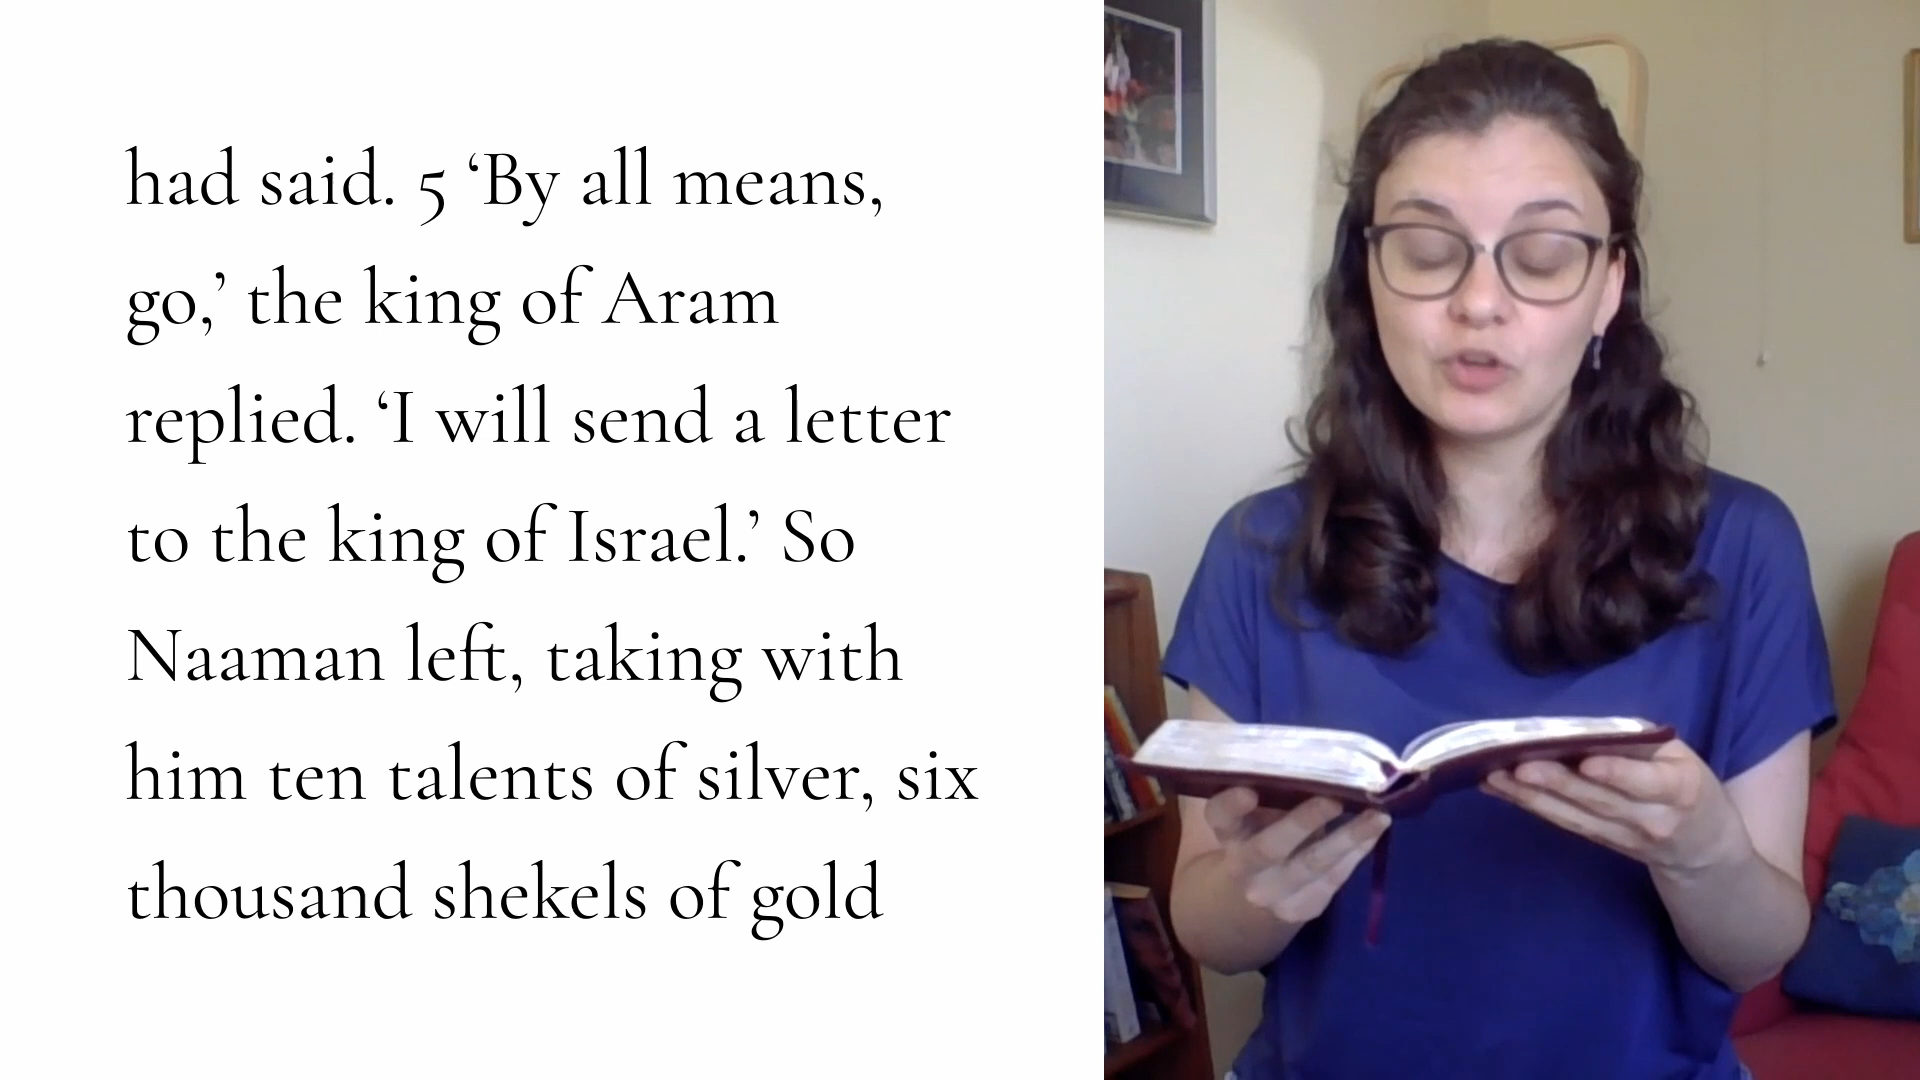 had said. 5 ‘By all means,
go,’ the king of Aram
replied. ‘I will send a letter
to the king of Israel.’ So
Naaman left, taking with
him ten talents of silver, six
thousand shekels of gold